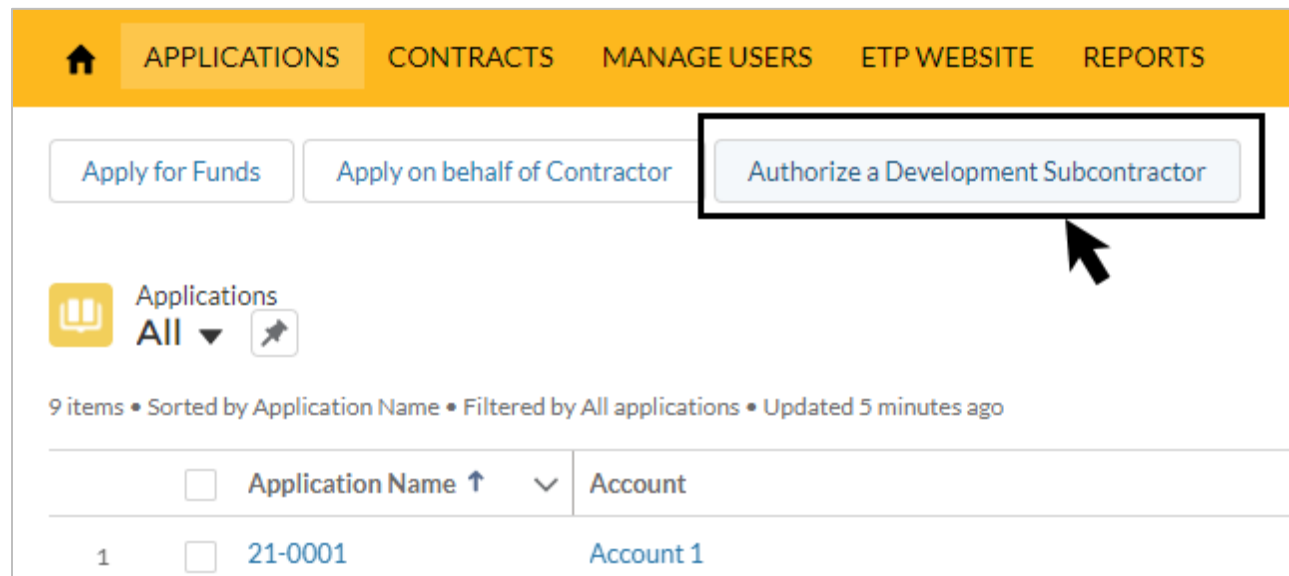 APPLICATIONS CONTRACTS MANAGE USERS ETP WEBSITE REPORTS
Apply for Funds Apply on behalf of Contractor Authorize a Development Subcontractor
Applications
All
9 items • Sorted by Application Name • Filtered by All applications • Updated 5 minutes ago
Application Name ↑ Account
1 21-0001 Account 1